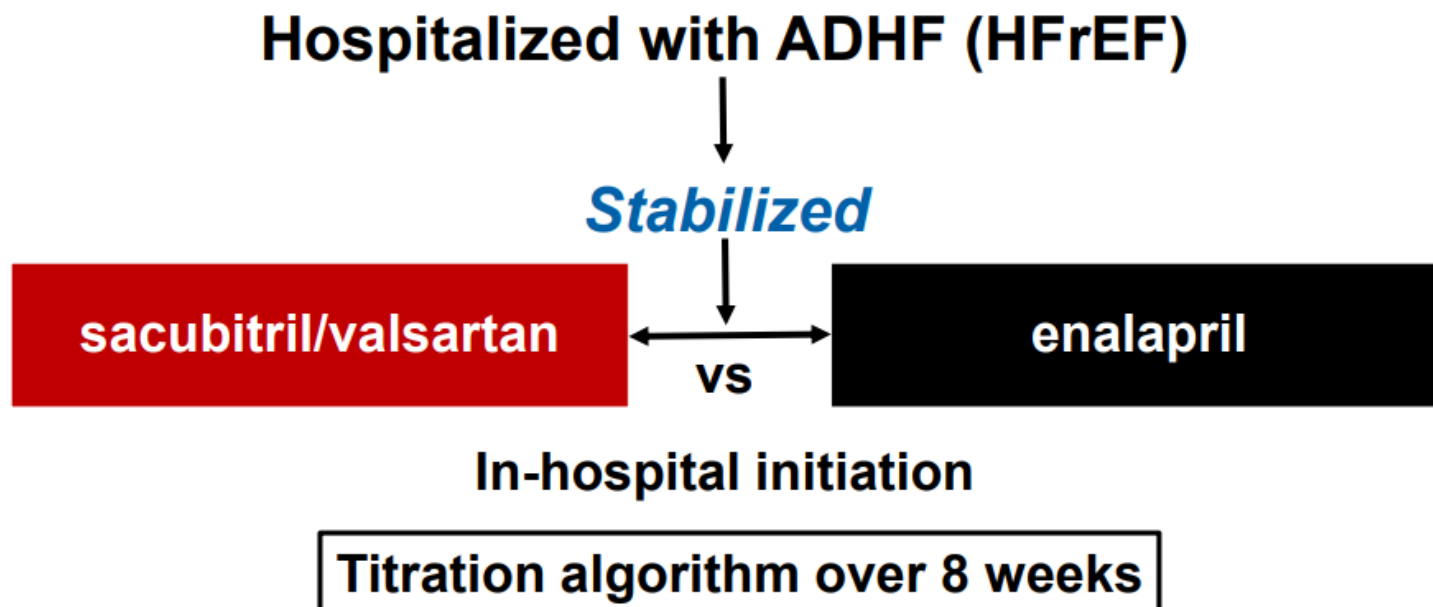 Hospitalized with ADHF (HFrEF)
Stabilized
sacubitril/valsartan
vs
enalapril
In-hospital initiation
Titration algorithm over 8 weeks